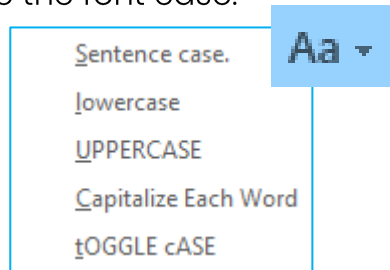 the font case.
Aa
Sentence case.
lowercase
UPPERCASE
Capitalize Each Word
tOGGLE cASE